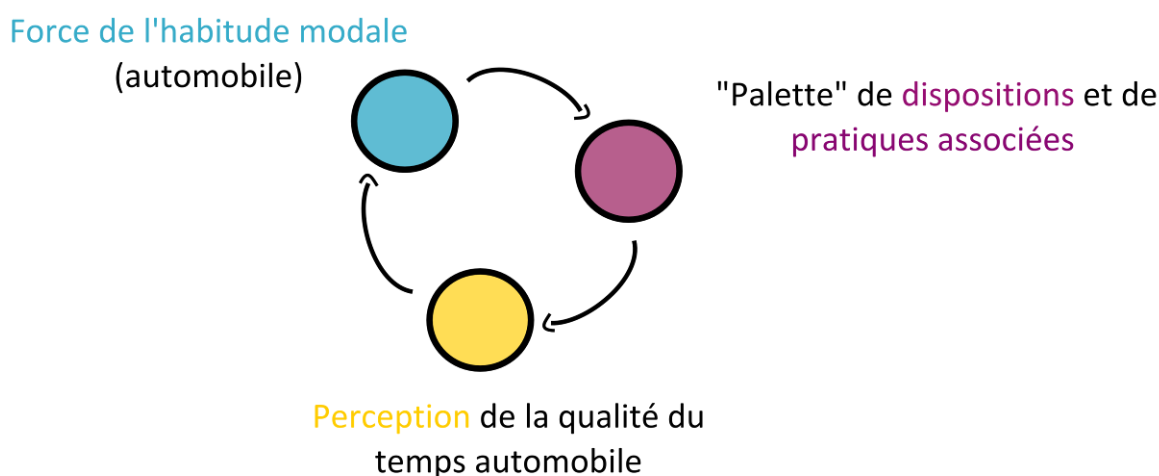 Force de l'habitude modale
(automobile)
"Palette" de dispositions et de
pratiques associées
Perception de la qualité du
temps automobile